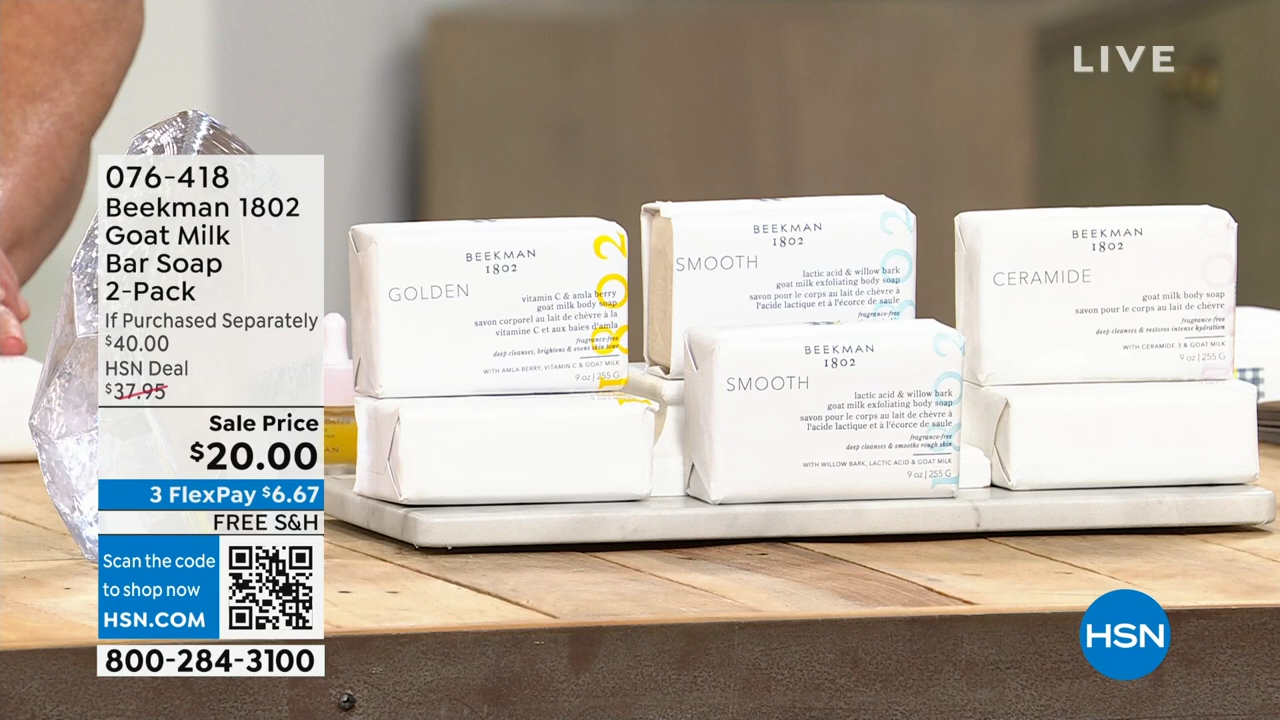 LIVE
076-418
Beekman 1802
Goat Milk
Bar Soap
2-Pack
If Purchased Separately
$40.00
HSN Deal
$37.95
Sale Price
$20.00
3 FlexPay $6.67
FREE S&H
Scan the code
to shop now
HSN.COM
800-284-3100
BEEKMAN
1802
GOLDEN
vitamin C & amla berry
goat milk body soap
savon corporel au lait de chèvre à la
vitamine C et aux baies d'amla
fragrance-free
deep cleanses, brightens & evens skin tone
WITH AMLA BERRY, VITAMIN C & GOAT MILK
9 oz | 255 G
1802
BEEKMAN
1802
SMOOTH
lactic acid & willow bark
goat milk exfoliating body soap
savon pour le corps au lait de chèvre à
l'acide lactique et à l'écorce de saule
fragrance-free
BEEKMAN
1802
SMOOTH
lactic acid & willow bark
goat milk exfoliating body soap
savon pour le corps au lait de chèvre à
l'acide lactique et à l'écorce de saule
fragrance-free
deep cleanses & smooths rough skin
WITH WILLOW BARK, LACTIC ACID & GOAT MILK
9 oz | 255 G
1802
BEEKMAN
1802
CERAMIDE
goat milk body soap
savon pour le corps au lait de chèvre
fragrance-free
deep cleanses & restores intense hydration
WITH CERAMIDE 3 & GOAT MILK
9 oz | 255 G
HSN